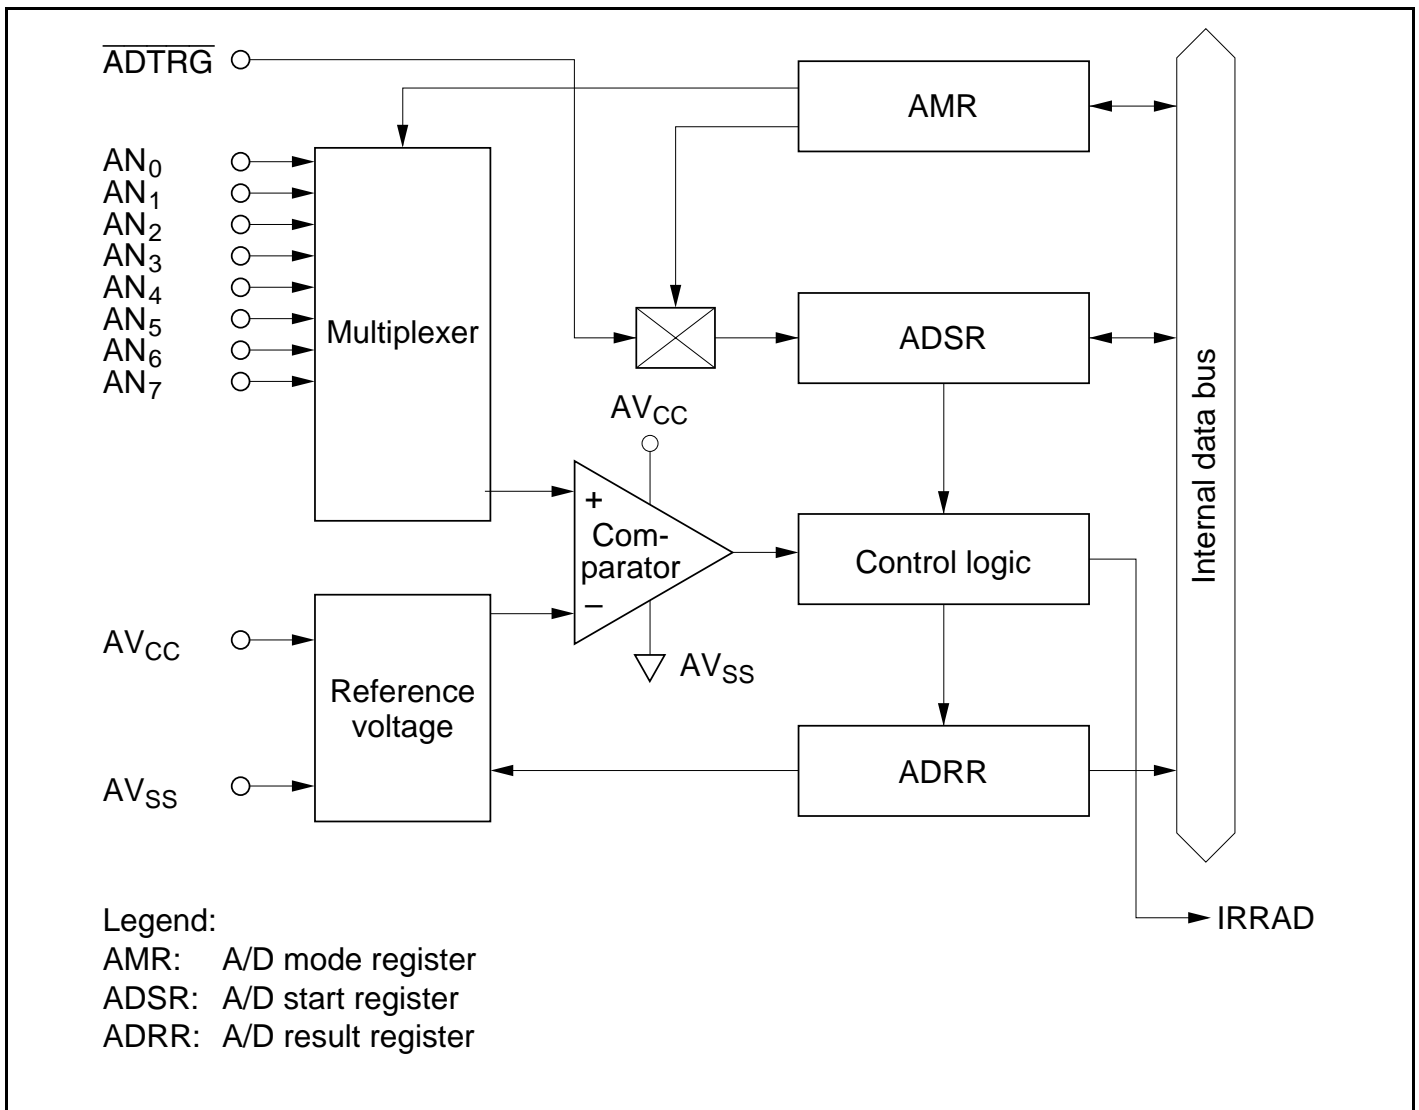 ADTRG
AMR
AN0
AN1
AN2
AN3
AN4
AN5
AN6
AN7
Multiplexer
ADSR
AVCC
+
Com-
parator
−
AVSS
Control logic
Internal data bus
AVCC
AVSS
Reference
voltage
ADRR
IRRAD
Legend:
AMR: A/D mode register
ADSR: A/D start register
ADRR: A/D result register